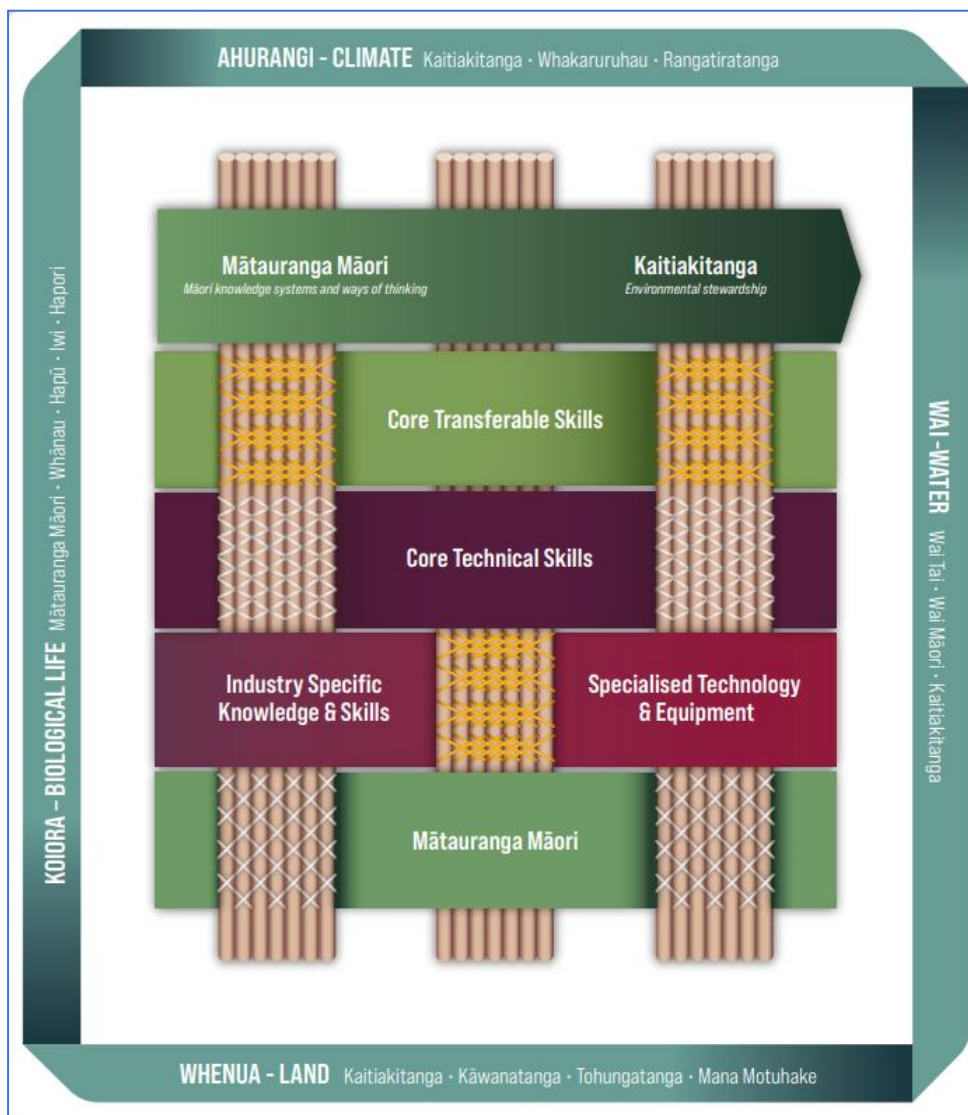 AHURANGI - CLIMATE Kaitiakitanga • Whakaruruhau • Rangatiratanga
Mātauranga Māori
Māori knowledge systems and ways of thinking
Kaitiakitanga
Environmental stewardship
Core Transferable Skills
Core Technical Skills
Industry Specific
Knowledge & Skills
Specialised Technology
& Equipment
Mātauranga Māori
KOIORA – BIOLOGICAL LIFE Mātauranga Māori • Whānau • Hapū • Iwi • Hapori
WAI -WATER Wai Tai • Wai Māori • Kaitiakitanga
WHENUA - LAND Kaitiakitanga • Kāwanatanga • Tohungatanga • Mana Motuhake